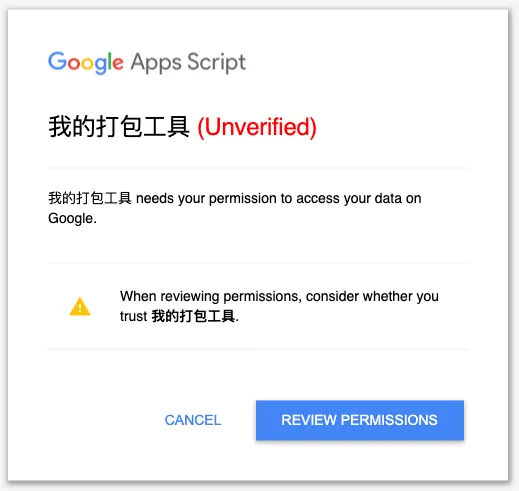 Google Apps Script
我的打包工具 (Unverified)
我的打包工具 needs your permission to access your data on
Google.
When reviewing permissions, consider whether you
trust 我的打包工具.
CANCEL
REVIEW PERMISSIONS